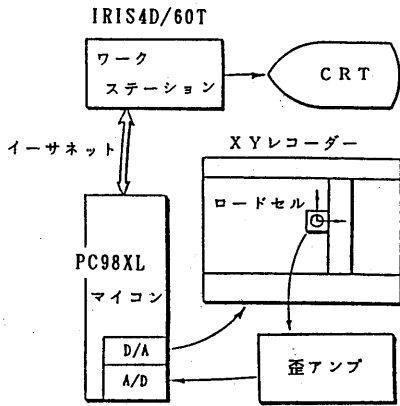 IRIS4D/60T
ワーク
ステーション
CRT
イーサネット
XYレコーダー
ロードセル
PC98XL
マイコン
D/A
A/D
歪アンプ